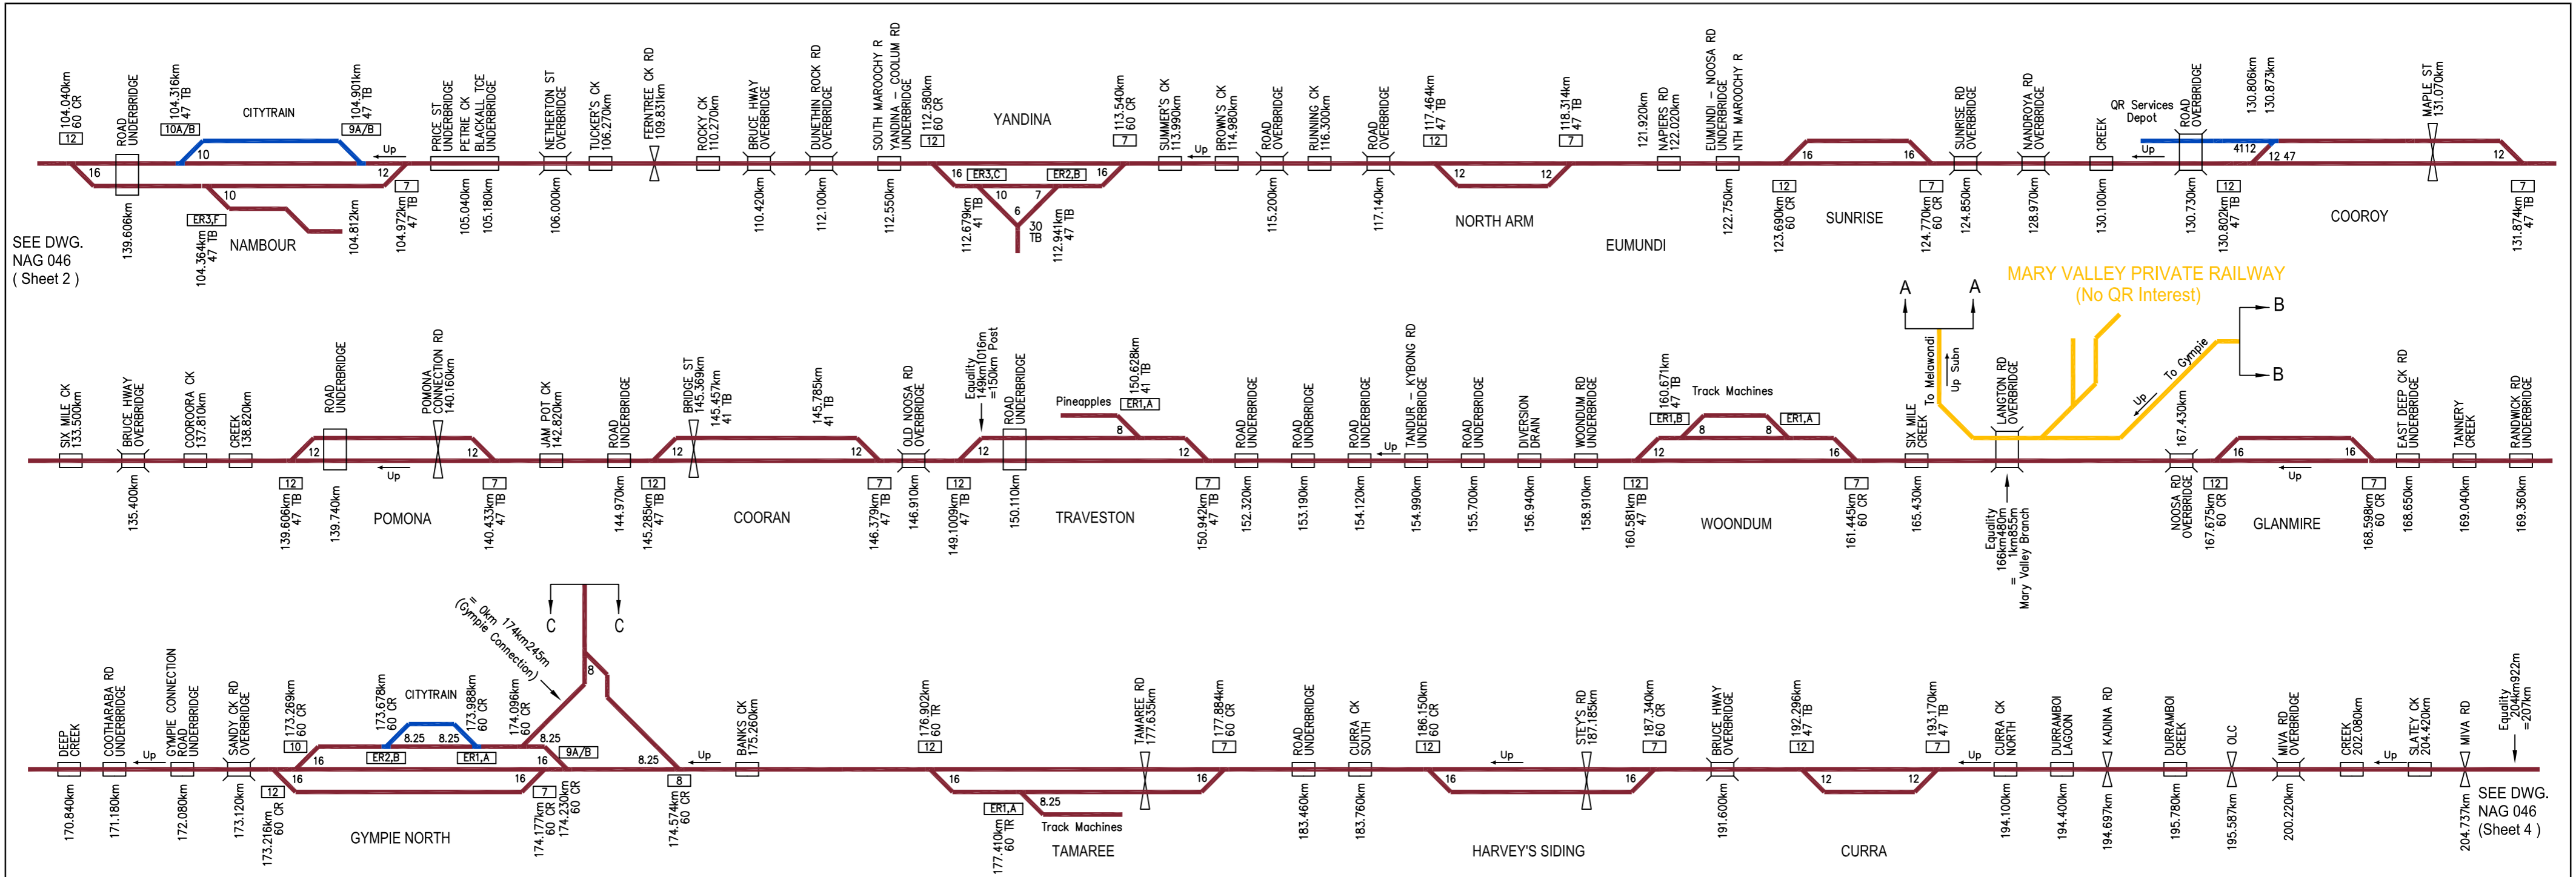 104.040km
60 CR
12
ROAD
UNDERBRIDGE
139.606km
16
104.316km
47 TB
10A/B
CITYTRAIN
104.901km
47 TB
9A/B
10
Up
12
7
10
ER3,F
104.364km
47 TB
NAMBOUR
104.812km
104.972km
47 TB
SEE DWG.
NAG 046
( Sheet 2 )
PRICE ST
UNDERBRIDGE
PETRIE CK
BLACKALL TCE
UNDERBRIDGE
105.040km
105.180km
NETHERTON ST
OVERBRIDGE
106.000km
TUCKER'S CK
106.270km
FERNTREE CK RD
109.831km
ROCKY CK
110.270km
BRUCE HWAY
OVERBRIDGE
110.420km
DUNETHIN ROCK RD
OVERBRIDGE
112.100km
SOUTH MAROOCHY R
YANDINA - COOLUM RD
UNDERBRIDGE
112.550km
112.580km
60 CR
12
YANDINA
113.540km
60 CR
7
16
ER3,C
ER2,B
16
10
7
6
30
TB
112.679km
41 TB
112.941km
47 TB
SUMMER'S CK
113.990km
Up
BROWN'S CK
114.980km
ROAD
OVERBRIDGE
115.200km
RUNNING CK
116.300km
ROAD
OVERBRIDGE
117.140km
117.464km
47 TB
12
118.314km
47 TB
7
12
12
NORTH ARM
121.920km
NAPIERS RD
122.020km
EUMUNDI
EUMUNDI - NOOSA RD
UNDERBRIDGE
NTH MAROOCHY R
122.750km
16
16
12
123.690km
60 CR
SUNRISE
7
124.770km
60 CR
SUNRISE RD
OVERBRIDGE
124.850km
NANDROYA RD
OVERBRIDGE
128.970km
CREEK
130.100km
QR Services
Depot
Up
ROAD
OVERBRIDGE
130.730km
130.806km
130.873km
4112
12 47
12
130.802km
47 TB
MAPLE ST
131.070km
COOROY
12
7
131.874km
47 TB
SIX MILE CK
133.500km
BRUCE HWAY
OVERBRIDGE
135.400km
COOROORA CK
137.810km
CREEK
138.820km
ROAD
UNDERBRIDGE
12
12
139.606km
47 TB
139.740km
POMONA
CONNECTION RD
140.160km
Up
POMONA
12
7
140.433km
47 TB
JAM POT CK
142.820km
ROAD
UNDERBRIDGE
144.970km
BRIDGE ST
145.369km
145.457km
41 TB
145.785km
41 TB
12
12
12
145.285km
47 TB
COORAN
7
146.379km
47 TB
OLD NOOSA RD
OVERBRIDGE
146.910km
Equality
149km1016m
=150km Post
ROAD
UNDERBRIDGE
12
12
149.1009km
47 TB
150.110km
Pineapples
150.628km
41 TB
ER1,A
8
12
TRAVESTON
7
150.942km
47 TB
ROAD
UNDERBRIDGE
152.320km
ROAD
UNDERBRIDGE
153.190km
ROAD
UNDERBRIDGE
154.120km
Up
TANDUR - KYBONG RD
UNDERBRIDGE
154.990km
ROAD
UNDERBRIDGE
155.700km
DIVERSION
DRAIN
156.940km
WOONDUM RD
UNDERBRIDGE
158.910km
160.671km
47 TB
ER1,B
Track Machines
ER1,A
8
8
12
16
12
160.581km
47 TB
WOONDUM
7
161.445km
60 CR
SIX MILE
CREEK
165.430km
A
A
To Melawondi
Up Subn
MARY VALLEY PRIVATE RAILWAY
(No QR Interest)
LANGTON RD
OVERBRIDGE
Equality
166km480m
= 1km855m
Mary Valley Branch
Up
To Gympie
B
B
167.430km
NOOSA RD
OVERBRIDGE
16
16
Up
12
167.675km
60 CR
GLANMIRE
7
168.598km
60 CR
EAST DEEP CK RD
UNDERBRIDGE
168.650km
TANNERY
CREEK
169.040km
RANDWICK RD
UNDERBRIDGE
169.360km
DEEP
CREEK
170.840km
COOTHARABA RD
UNDERBRIDGE
171.180km
Up
GYMPIE CONNECTION
ROAD
UNDERBRIDGE
172.080km
SANDY CK RD
OVERBRIDGE
173.120km
173.269km
60 CR
10
16
16
12
173.216km
60 CR
173.678km
60 CR
CITYTRAIN
173.988km
60 CR
8.25
8.25
ER2,B
ER1,A
174.096km
60 CR
8.25
9A/B
16
16
7
174.177km
60 CR
174.230km
60 CR
GYMPIE NORTH
= 0km 174km245m
(Gympie Connection)
C
C
8
8.25
8
174.574km
60 CR
Up
BANKS CK
175.260km
176.902km
60 TR
12
16
ER1,A
177.410km
60 TR
8.25
Track Machines
TAMAREE
TAMAREE RD
177.635km
177.884km
60 CR
7
16
ROAD
UNDERBRIDGE
183.460km
CURRA CK
SOUTH
183.760km
186.150km
60 CR
12
16
Up
STEY'S RD
187.185km
HARVEY'S SIDING
187.340km
60 CR
7
16
BRUCE HWAY
OVERBRIDGE
191.600km
192.296km
47 TB
12
12
12
CURRA
193.170km
47 TB
7
Up
CURRA CK
NORTH
194.100km
DURRAMBOI
LAGOON
194.400km
KADINA RD
194.697km
DURRAMBOI
CREEK
195.780km
OLC
195.587km
MIVA RD
OVERBRIDGE
200.220km
CREEK
202.080km
Up
SLATEY CK
204.420km
MIVA RD
204.737km
Equality
204km922m
=207km
SEE DWG.
NAG 046
(Sheet 4 )